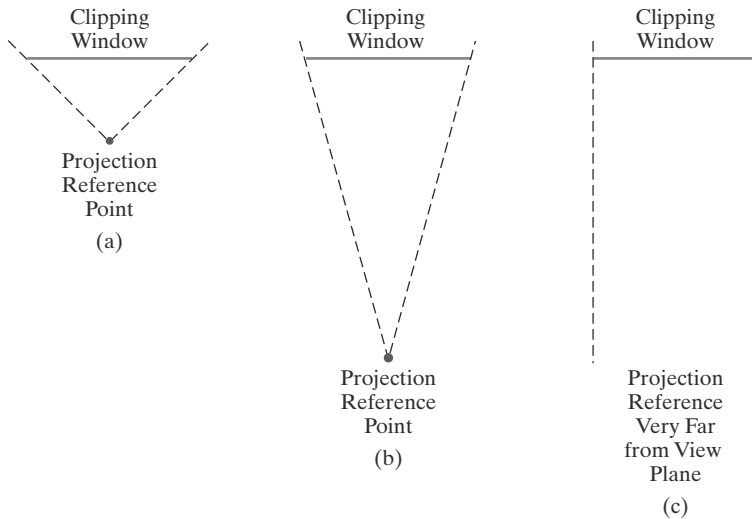 Clipping
Window
Projection
Reference
Point
(a)
Clipping
Window
Projection
Reference
Point
(b)
Clipping
Window
Projection
Reference
Very Far
from View
Plane
(c)